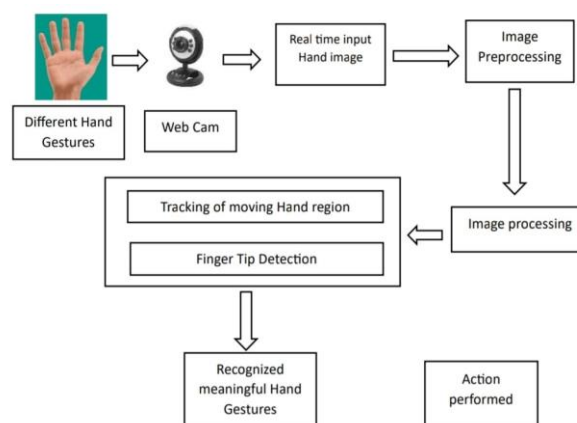 Real time input
Hand image
Image
Preprocessing
Different Hand
Gestures
Web Cam
Tracking of moving Hand region
Finger Tip Detection
Image processing
Recognized
meaningful Hand
Gestures
Action
performed